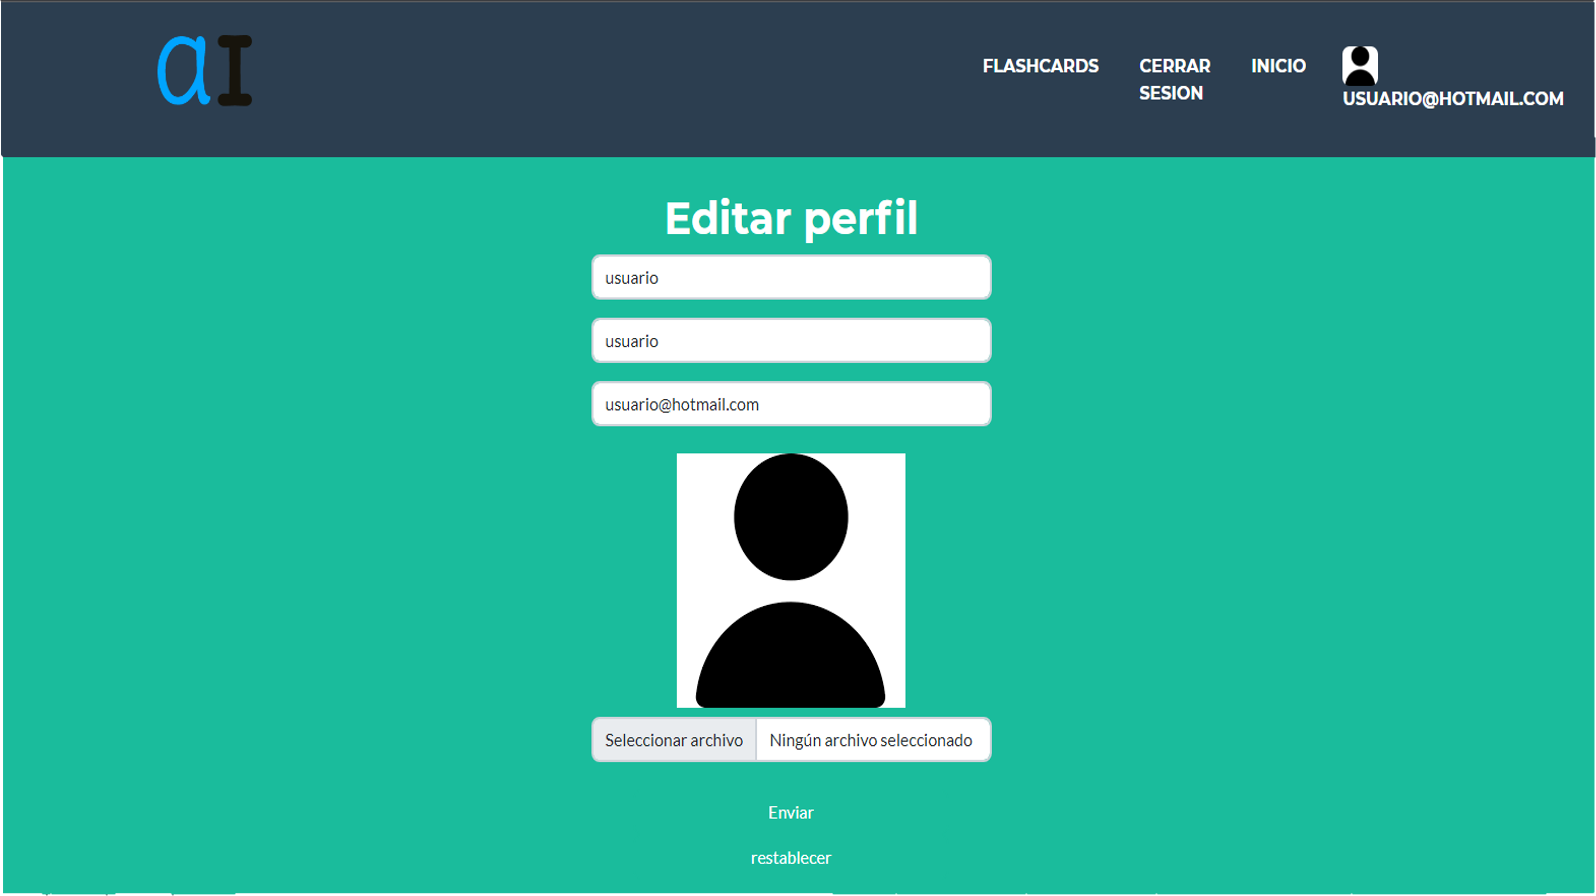 aI
FLASHCARDS
CERRAR
SESION
INICIO
USUARIO@HOTMAIL.COM
Editar perfil
usuario
usuario
usuario@hotmail.com
Seleccionar archivo Ningún archivo seleccionado
Enviar
restablecer